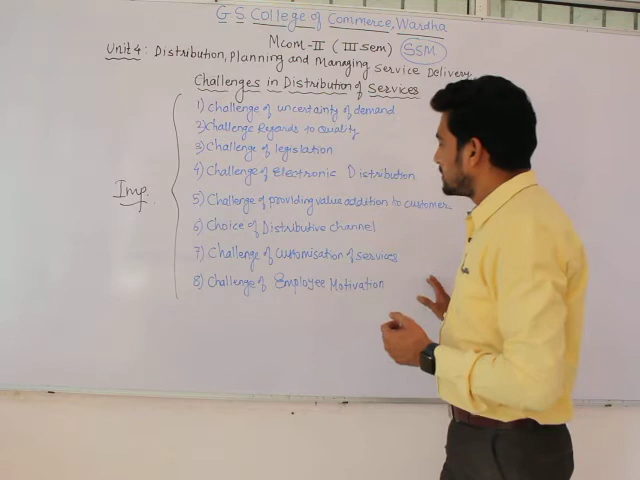 G S College of Commerce, Wardha
McoM-II (III sem) SSM
Unit 4: Distribution, Planning and Managing Service Delivery.
Challenges in Distribution of Services
1) Challenge of uncertainty of demand
2) Challenge Regards to Quality
3) Challenge of legislation
4) Challenge of Electronic Distribution
Imp.
5) Challenge of providing value addition to customer
6) Choice of Distributive channel
7) Challenge of customisation of services
8) Challenge of Employee Motivation